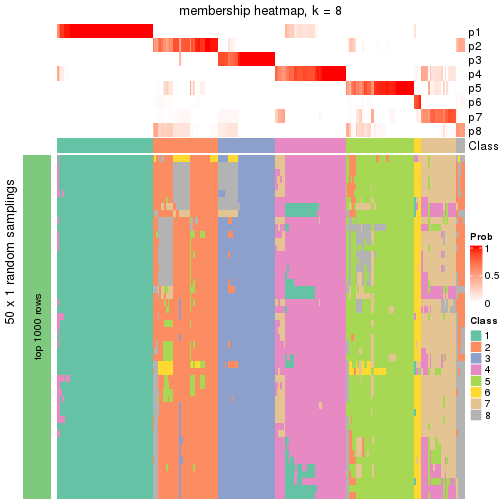 membership heatmap, k = 8
p1
p2
p3
p4
p5
p6
p7
p8
Class
50 x 1 random samplings
top 1000 rows
Prob
1
0.5
0
Class
1
2
3
4
5
6
7
8